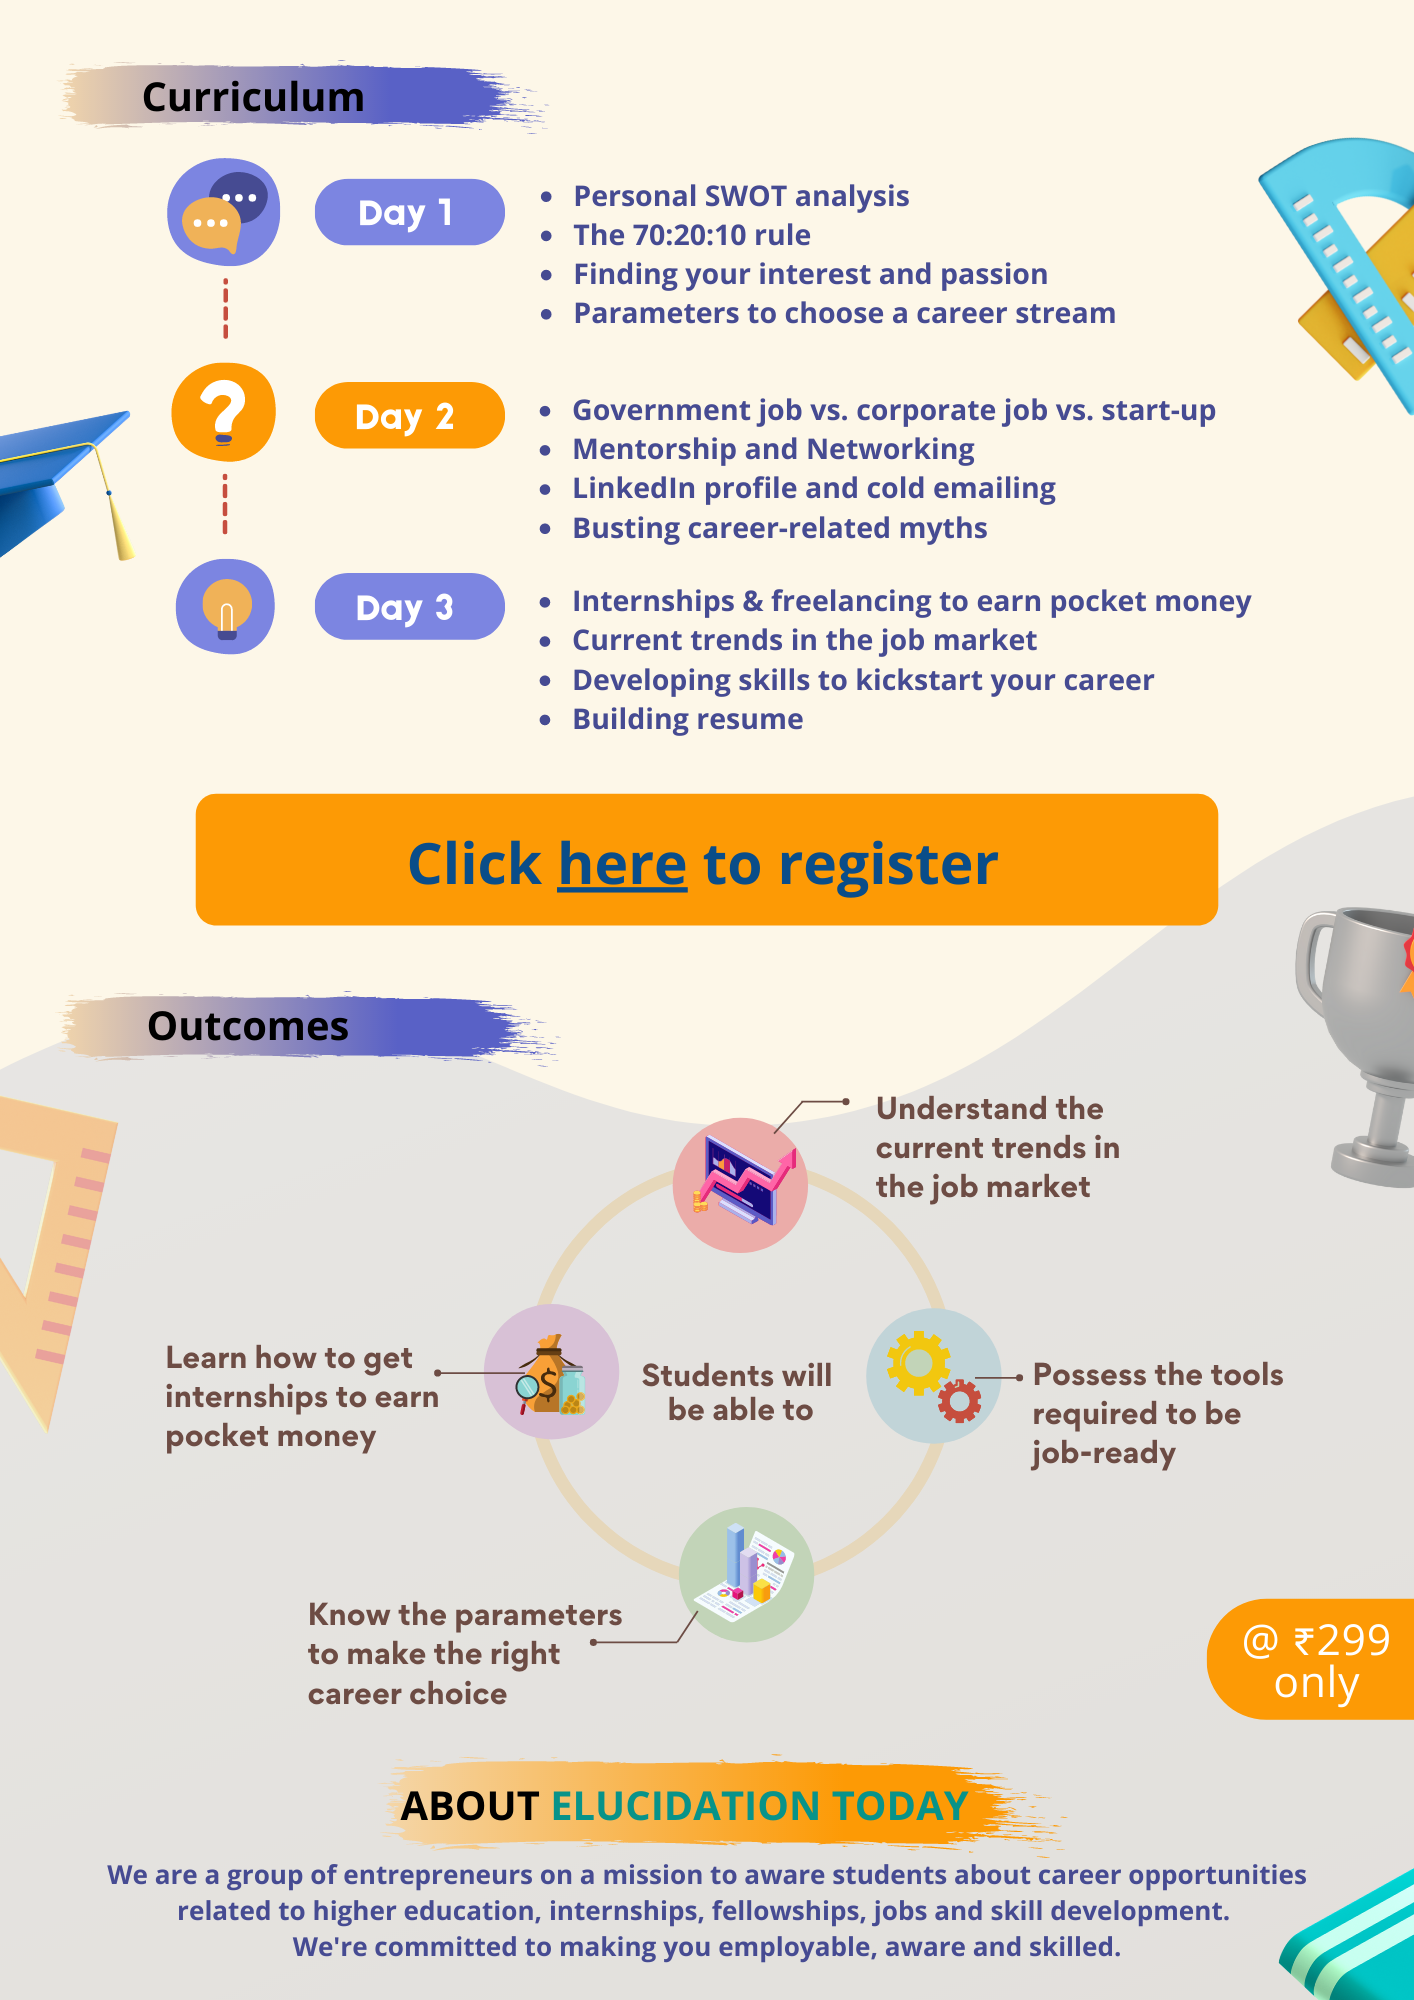 Curriculum
Day 1
• Personal SWOT analysis
• The 70:20:10 rule
• Finding your interest and passion
• Parameters to choose a career stream
Day 2
• Government job vs. corporate job vs. start-up
• Mentorship and Networking
• LinkedIn profile and cold emailing
• Busting career-related myths
Day 3
• Internships & freelancing to earn pocket money
• Current trends in the job market
• Developing skills to kickstart your career
• Building resume
Click here to register
Outcomes
Understand the
current trends in
the job market
Learn how to get
internships to earn
pocket money
Students will
be able to
Possess the tools
required to be
job-ready
Know the parameters
to make the right
career choice
@ ₹299
only
ABOUT ELUCIDATION TODAY
We are a group of entrepreneurs on a mission to aware students about career opportunities
related to higher education, internships, fellowships, jobs and skill development.
We're committed to making you employable, aware and skilled.